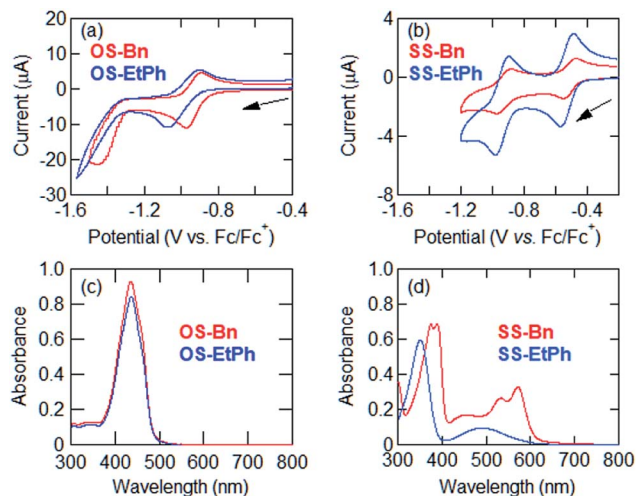 (a)
OS-Bn
OS-EtPh
20
10
0
-10
-20
-30
Current (μA)
-1.6
-1.2
-0.8
-0.4
Potential (V vs. Fc/Fc⁺)
(b)
SS-Bn
SS-EtPh
4
0
-4
-8
Current (μA)
-1.6
-1.2
-0.8
-0.4
Potential (V vs. Fc/Fc⁺)
(c)
OS-Bn
OS-EtPh
1.0
0.8
0.6
0.4
0.2
0
Absorbance
300 400 500 600 700 800
Wavelength (nm)
(d)
SS-Bn
SS-EtPh
1.0
0.8
0.6
0.4
0.2
0
Absorbance
300 400 500 600 700 800
Wavelength (nm)